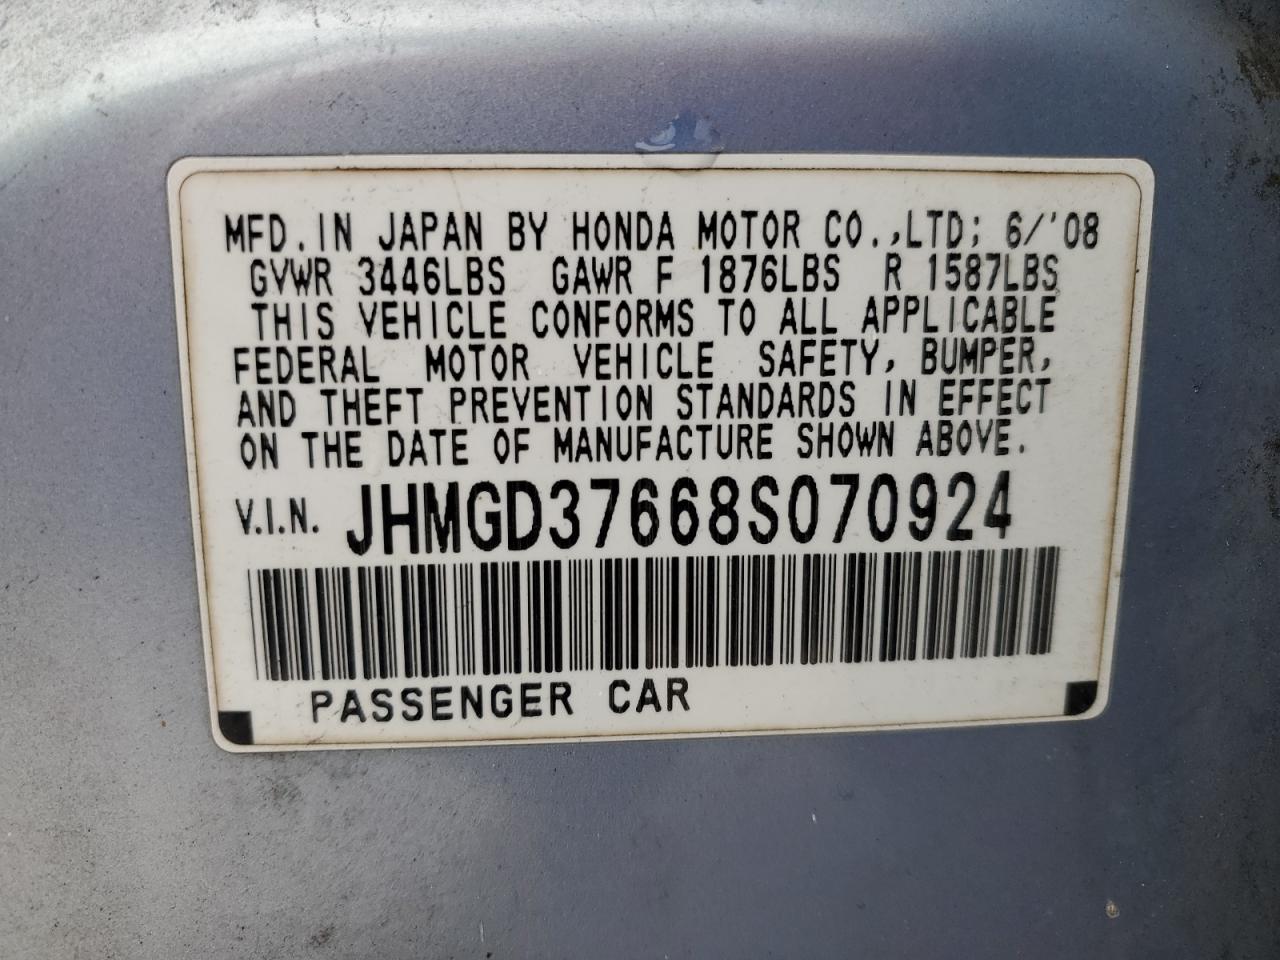 MFD. IN JAPAN BY HONDA MOTOR CO.,LTD; 6/'08
GVWR 3446LBS GAWR F 1876LBS R 1587LBS
THIS VEHICLE CONFORMS TO ALL APPLICABLE
FEDERAL MOTOR VEHICLE SAFETY, BUMPER,
AND THEFT PREVENTION STANDARDS IN EFFECT
ON THE DATE OF MANUFACTURE SHOWN ABOVE.
V.I.N. JHMGD37668S070924
PASSENGER CAR